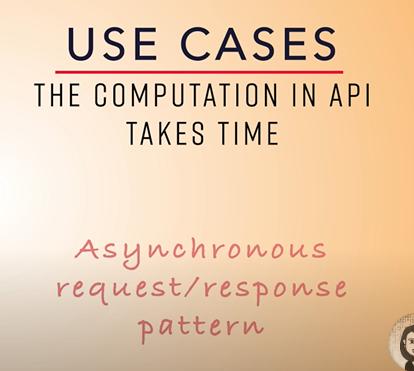 USE CASES
THE COMPUTATION IN API
TAKES TIME
Asynchronous
request/response
pattern